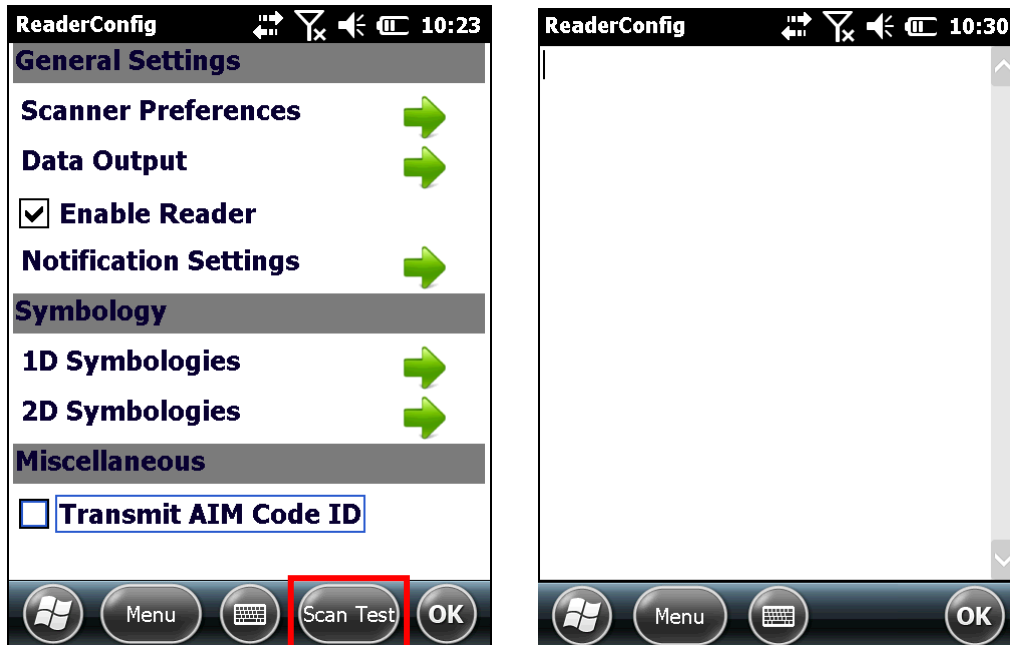 ReaderConfig 10:23
General Settings
Scanner Preferences
Data Output
Enable Reader
Notification Settings
Symbology
1D Symbologies
2D Symbologies
Miscellaneous
Transmit AIM Code ID
Menu Scan Test OK
ReaderConfig 10:30
Menu OK